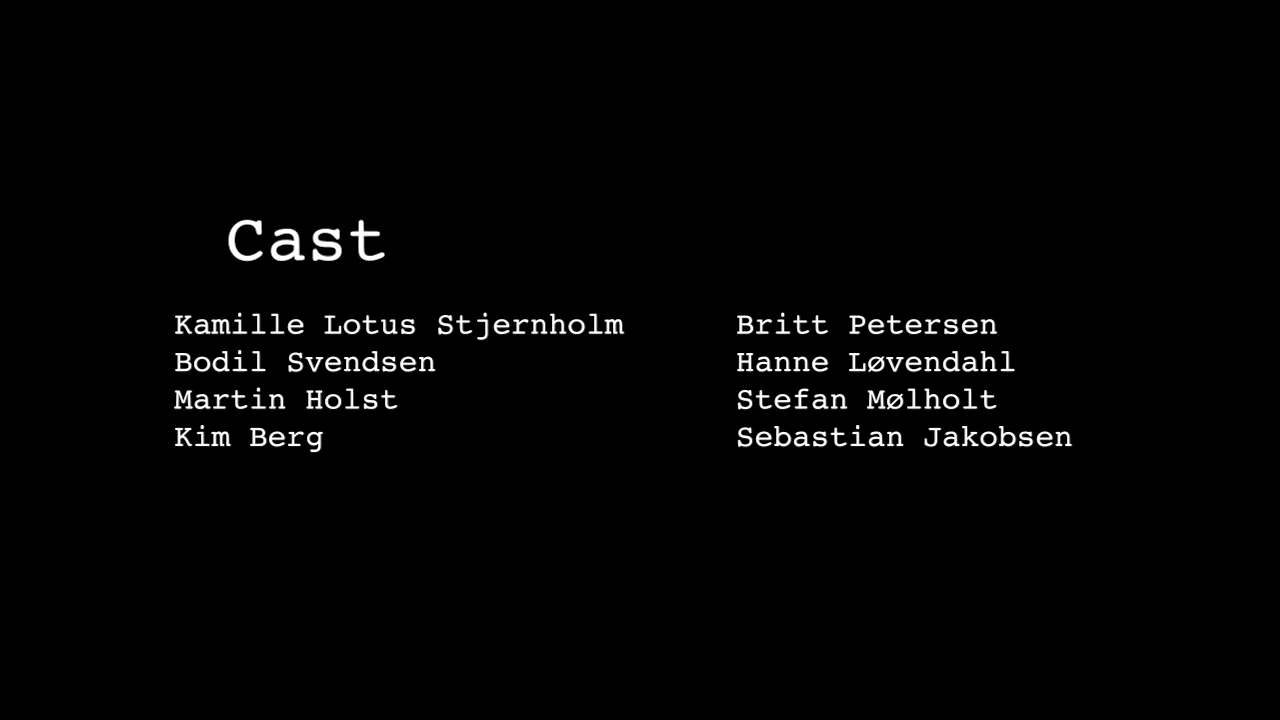 Cast
Kamille Lotus Stjernholm
Bodil Svendsen
Martin Holst
Kim Berg
Britt Petersen
Hanne Løvendahl
Stefan Mølholt
Sebastian Jakobsen